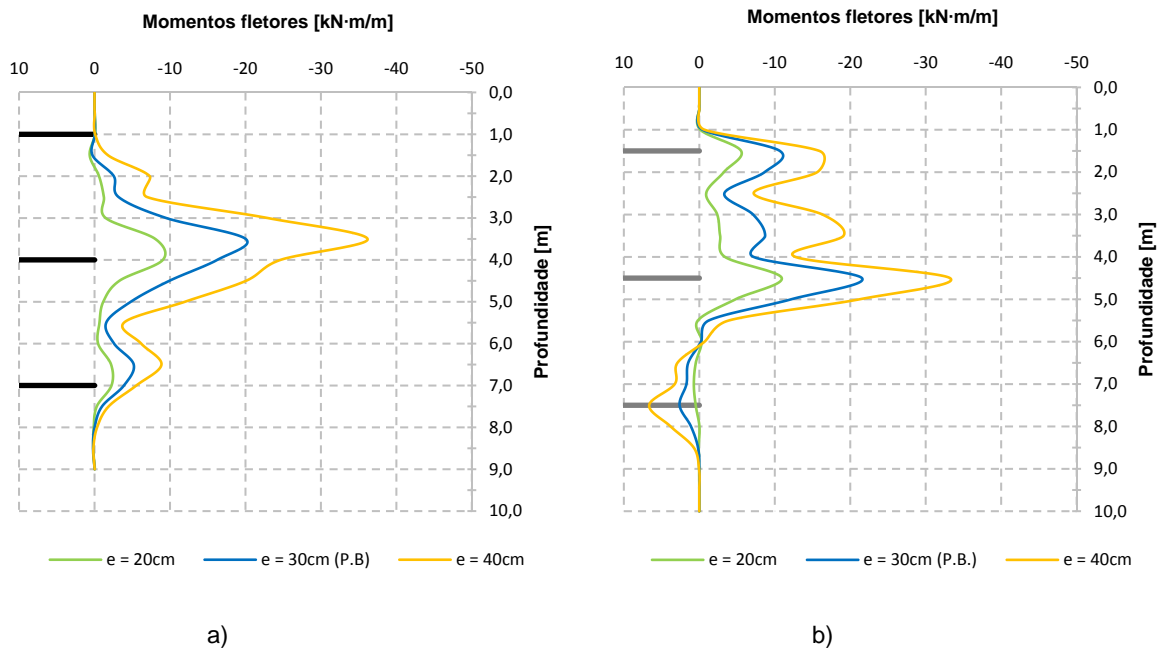 Momentos fletores [kN·m/m]
10 0 -10 -20 -30 -40 -50
0,0
1,0
2,0
3,0
4,0
5,0
6,0
7,0
8,0
9,0
10,0
Profundidade [m]
e = 20cm e = 30cm (P.B) e = 40cm
a)
Momentos fletores [kN·m/m]
10 0 -10 -20 -30 -40 -50
0,0
1,0
2,0
3,0
4,0
5,0
6,0
7,0
8,0
9,0
10,0
Profundidade [m]
e = 20cm e = 30cm (P.B.) e = 40cm
b)